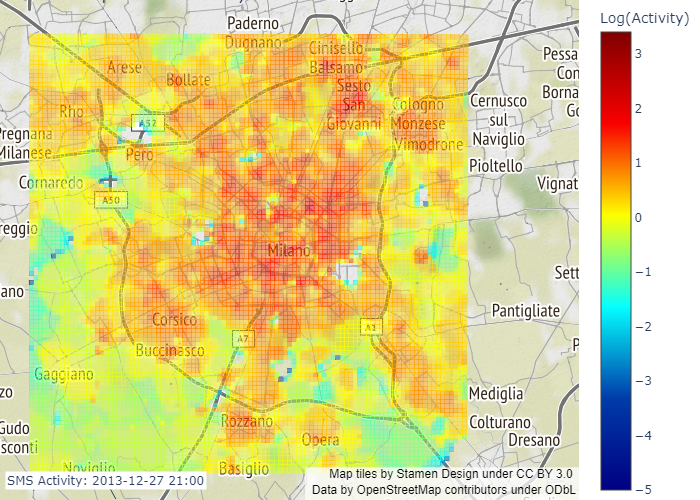 Log(Activity)
Paderno
Dugnano
Cinisello
Balsamo
Arese
Bollate
Sesto
San
Giovanni
Cologno
Monzese
Vimodrone
Cernusco
sul
Naviglio
Pessa
Con
Borna
Go
Rho
A52
Pregnana
Milanese
Pero
Pioltello
Cornaredo
A50
Vignat
reggio
Milano
Sett
ano
Pantigliate
Corsico
A7
A1
P
Buccinasco
Gaggiano
zo
Mediglia
Rozzano
Colturano
Gudo
sconti
Opera
Dresano
Noviglio
Basiglio
SMS Activity: 2013-12-27 21:00
Map tiles by Stamen Design under CC BY 3.0
Data by OpenStreetMap contributors under ODbL
3
2
1
0
−1
−2
−3
−4
−5